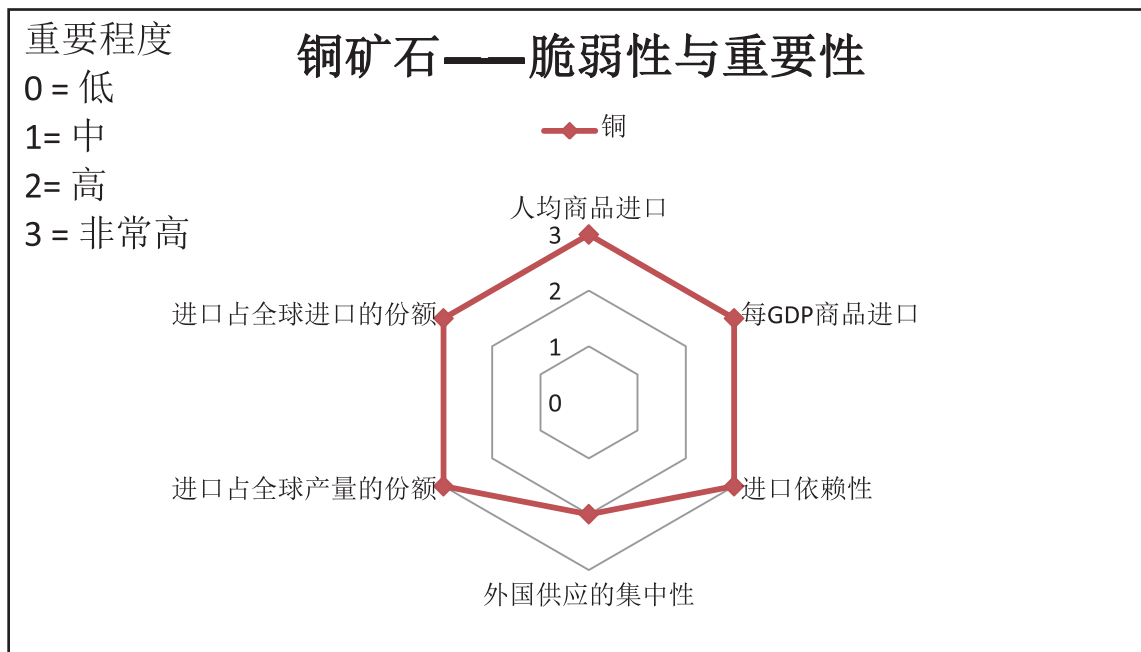 重要程度
0 = 低
1= 中
2= 高
3 = 非常高
铜矿石——脆弱性与重要性
铜
人均商品进口
3
2
1
0
进口占全球进口的份额
每GDP商品进口
进口占全球产量的份额
进口依赖性
外国供应的集中性